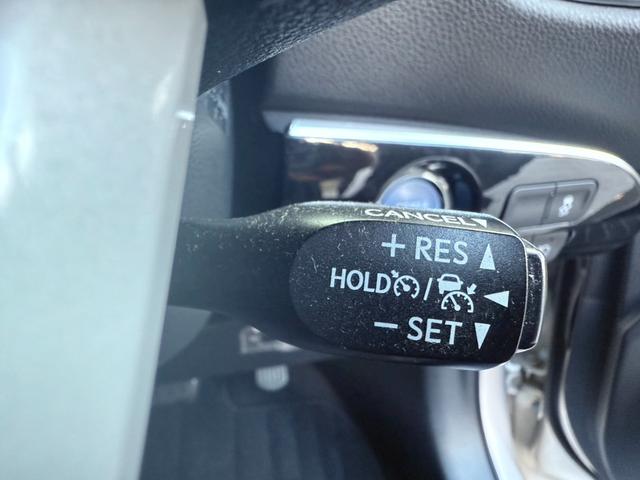 CANCEL▼
+ RES ▲
HOLD / ◀
− SET ▼